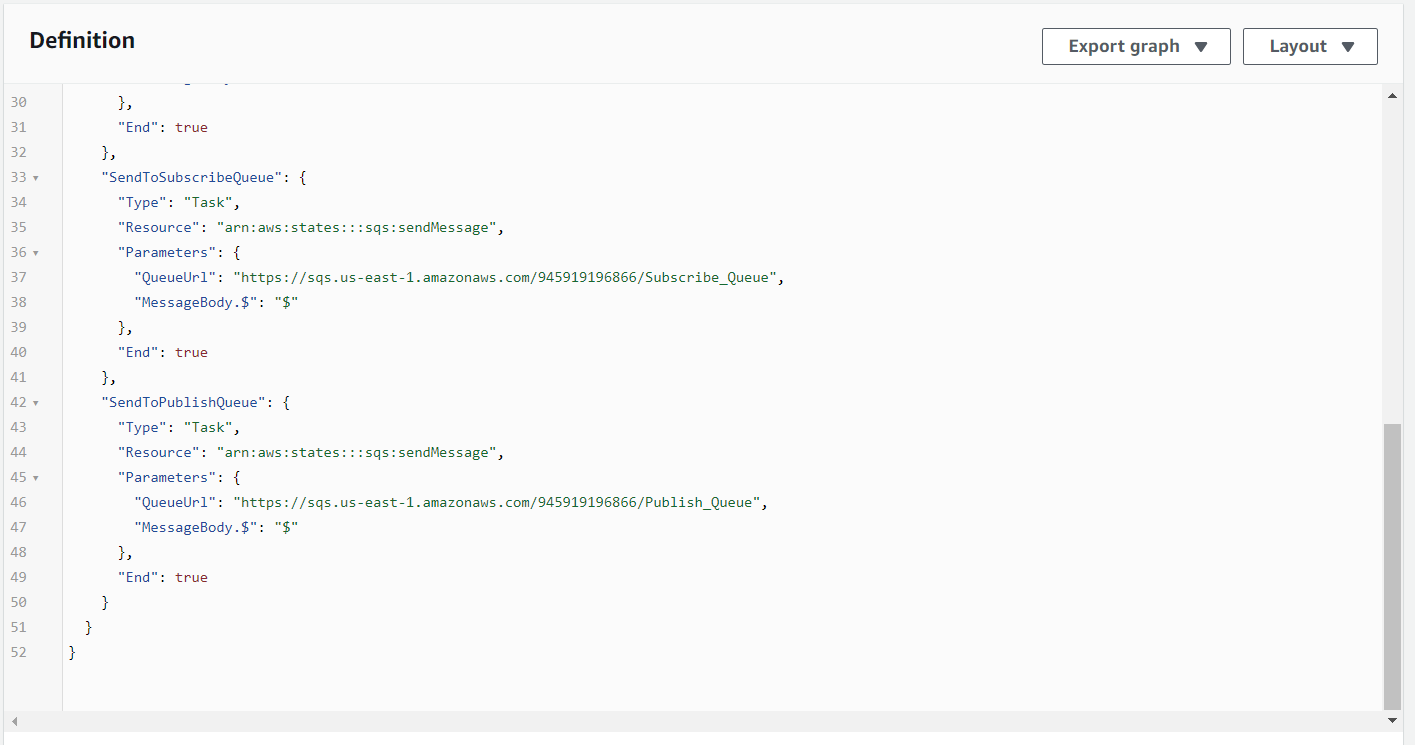 Definition
Export graph ▼
Layout ▼
30 },
31 "End": true
32 },
33 "SendToSubscribeQueue": {
34 "Type": "Task",
35 "Resource": "arn:aws:states:::sqs:sendMessage",
36 "Parameters": {
37 "QueueUrl": "https://sqs.us-east-1.amazonaws.com/945919196866/Subscribe_Queue",
38 "MessageBody.$": "$"
39 },
40 "End": true
41 },
42 "SendToPublishQueue": {
43 "Type": "Task",
44 "Resource": "arn:aws:states:::sqs:sendMessage",
45 "Parameters": {
46 "QueueUrl": "https://sqs.us-east-1.amazonaws.com/945919196866/Publish_Queue",
47 "MessageBody.$": "$"
48 },
49 "End": true
50 }
51 }
52 }